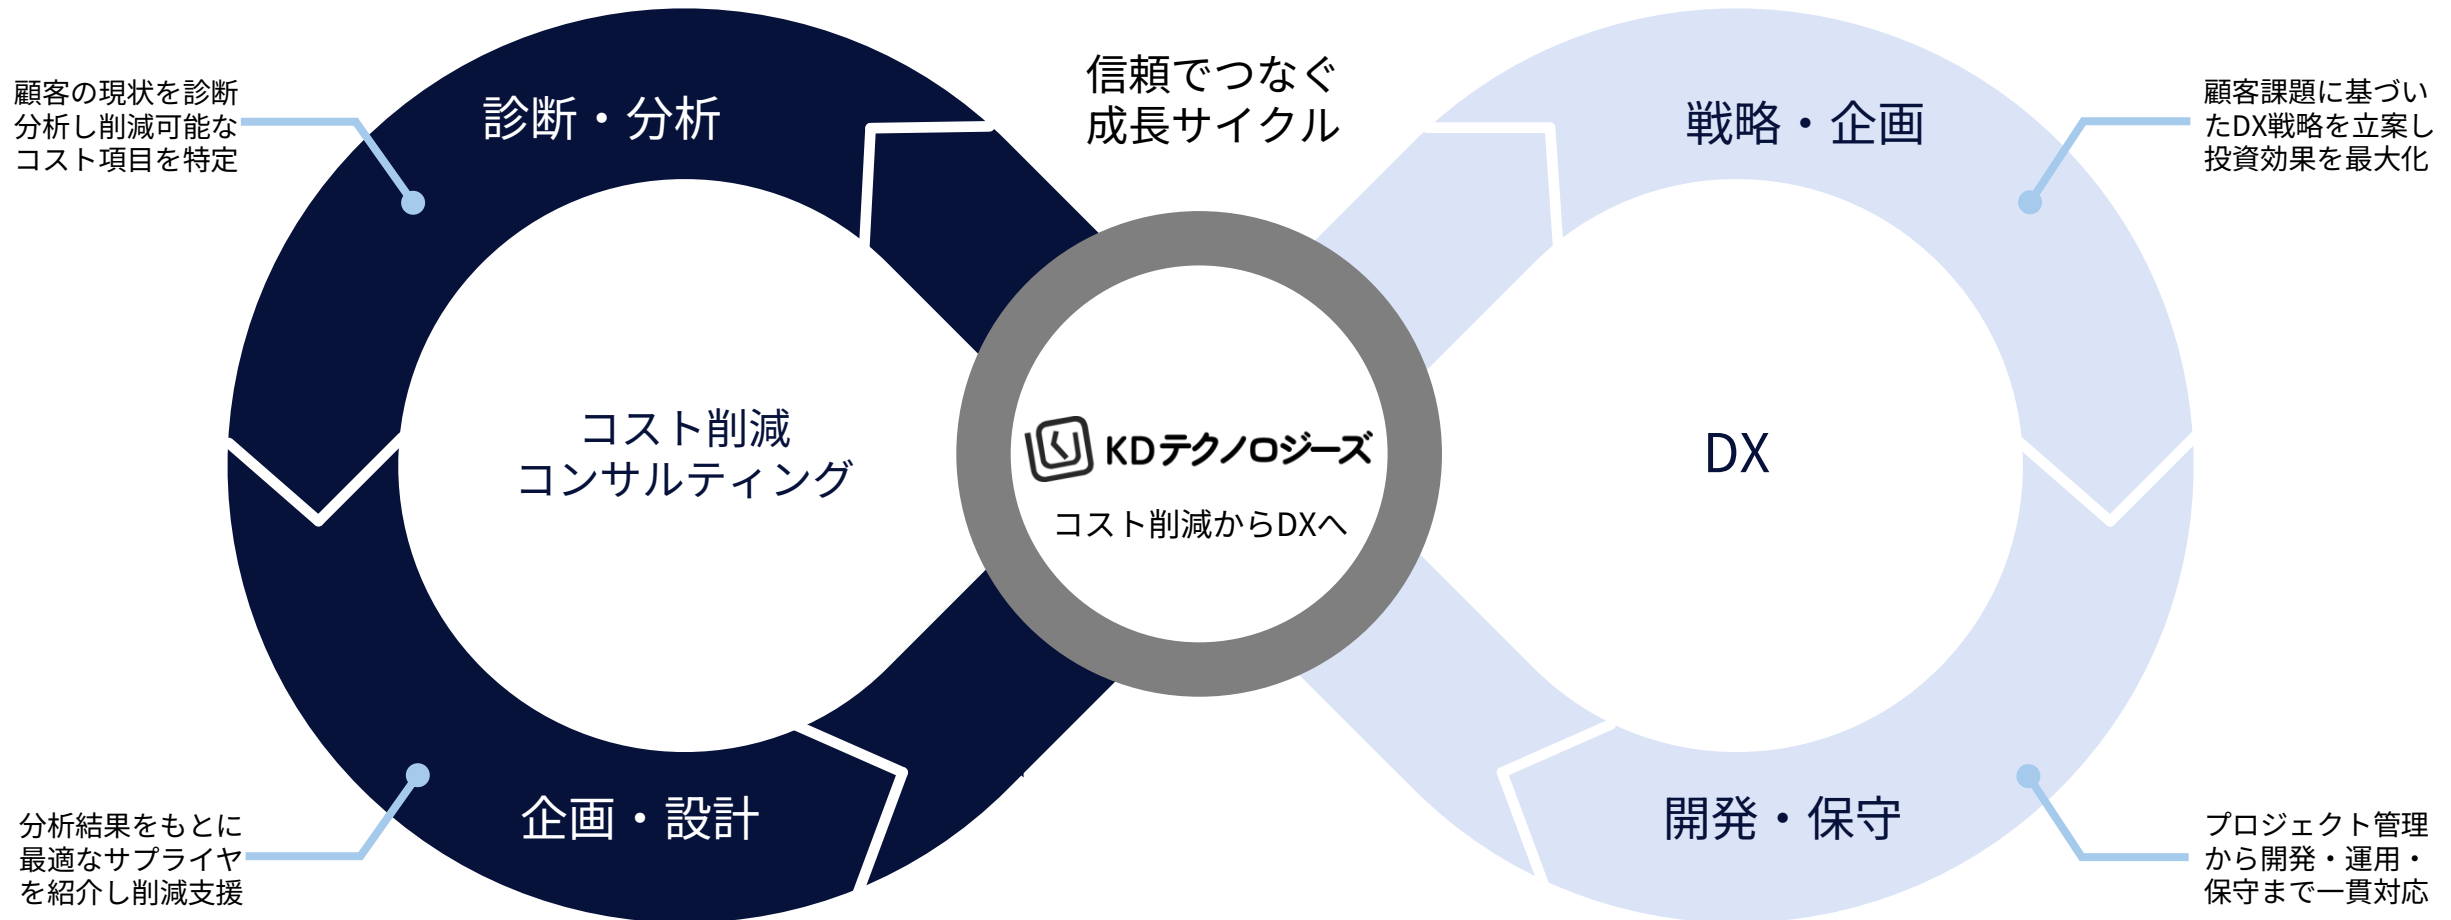 信頼でつなぐ
成長サイクル
顧客の現状を診断
分析し削減可能な
コスト項目を特定
診断・分析
戦略・企画
顧客課題に基づい
たDX戦略を立案し
投資効果を最大化
コスト削減
コンサルティング
KDテクノロジーズ
コスト削減からDXへ
DX
分析結果をもとに
最適なサプライヤ
を紹介し削減支援
企画・設計
開発・保守
プロジェクト管理
から開発・運用・
保守まで一貫対応